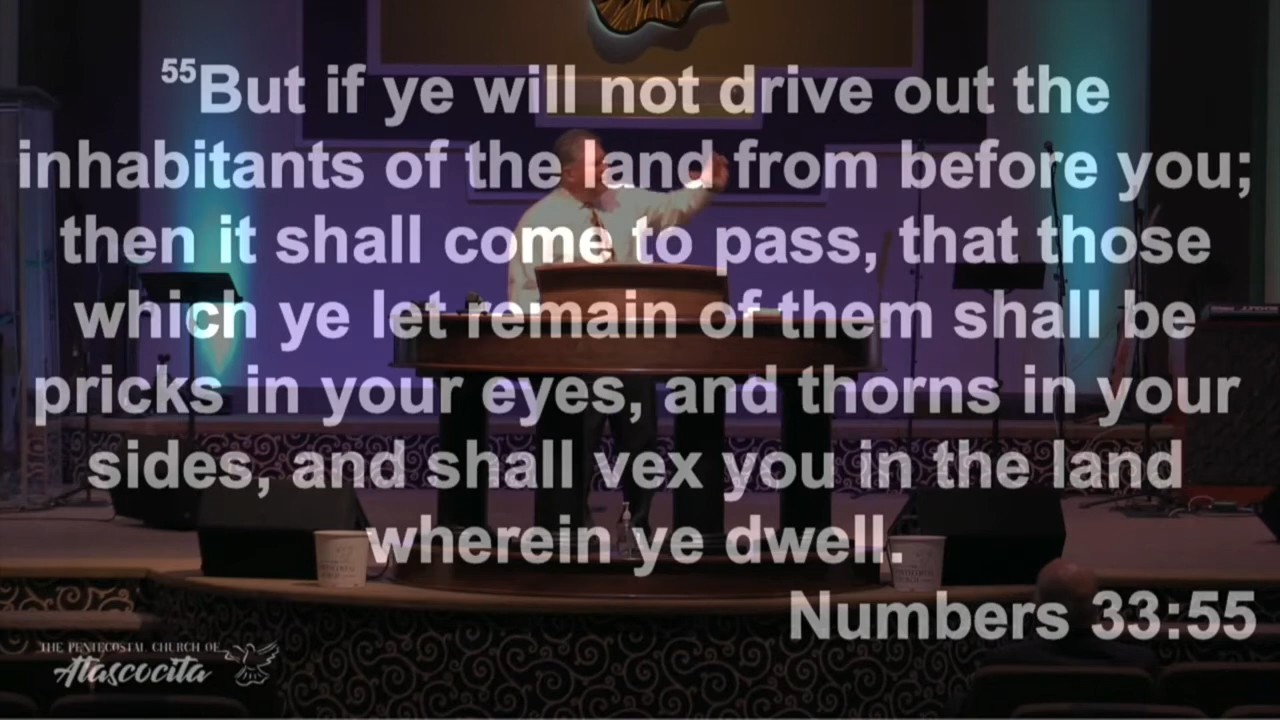 55But if ye will not drive out the
inhabitants of the land from before you;
then it shall come to pass, that those
which ye let remain of them shall be
pricks in your eyes, and thorns in your
sides, and shall vex you in the land
wherein ye dwell.
Numbers 33:55
THE PENTECOSTAL CHURCH OF
Atascocita